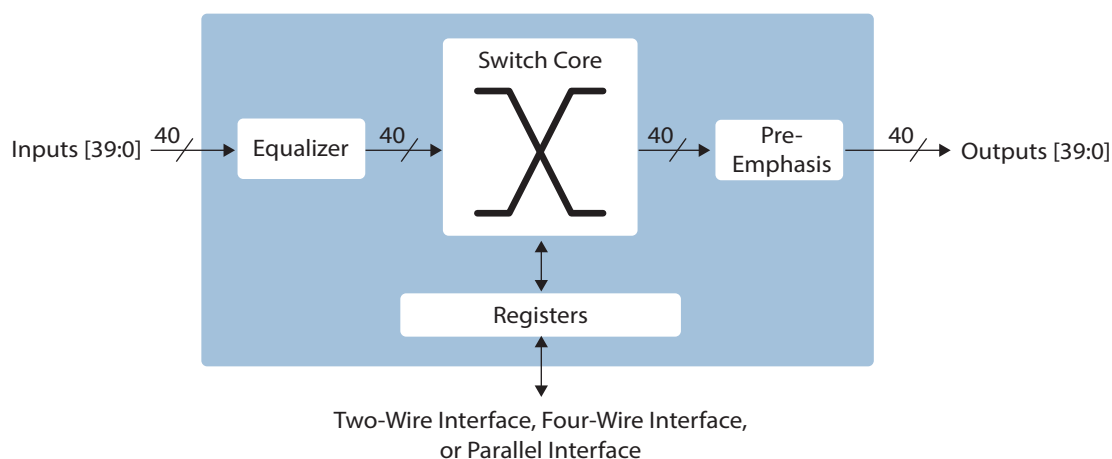 Switch Core
Inputs [39:0]
40
Equalizer
40
40
Pre-
Emphasis
40
Outputs [39:0]
Registers
Two-Wire Interface, Four-Wire Interface,
or Parallel Interface